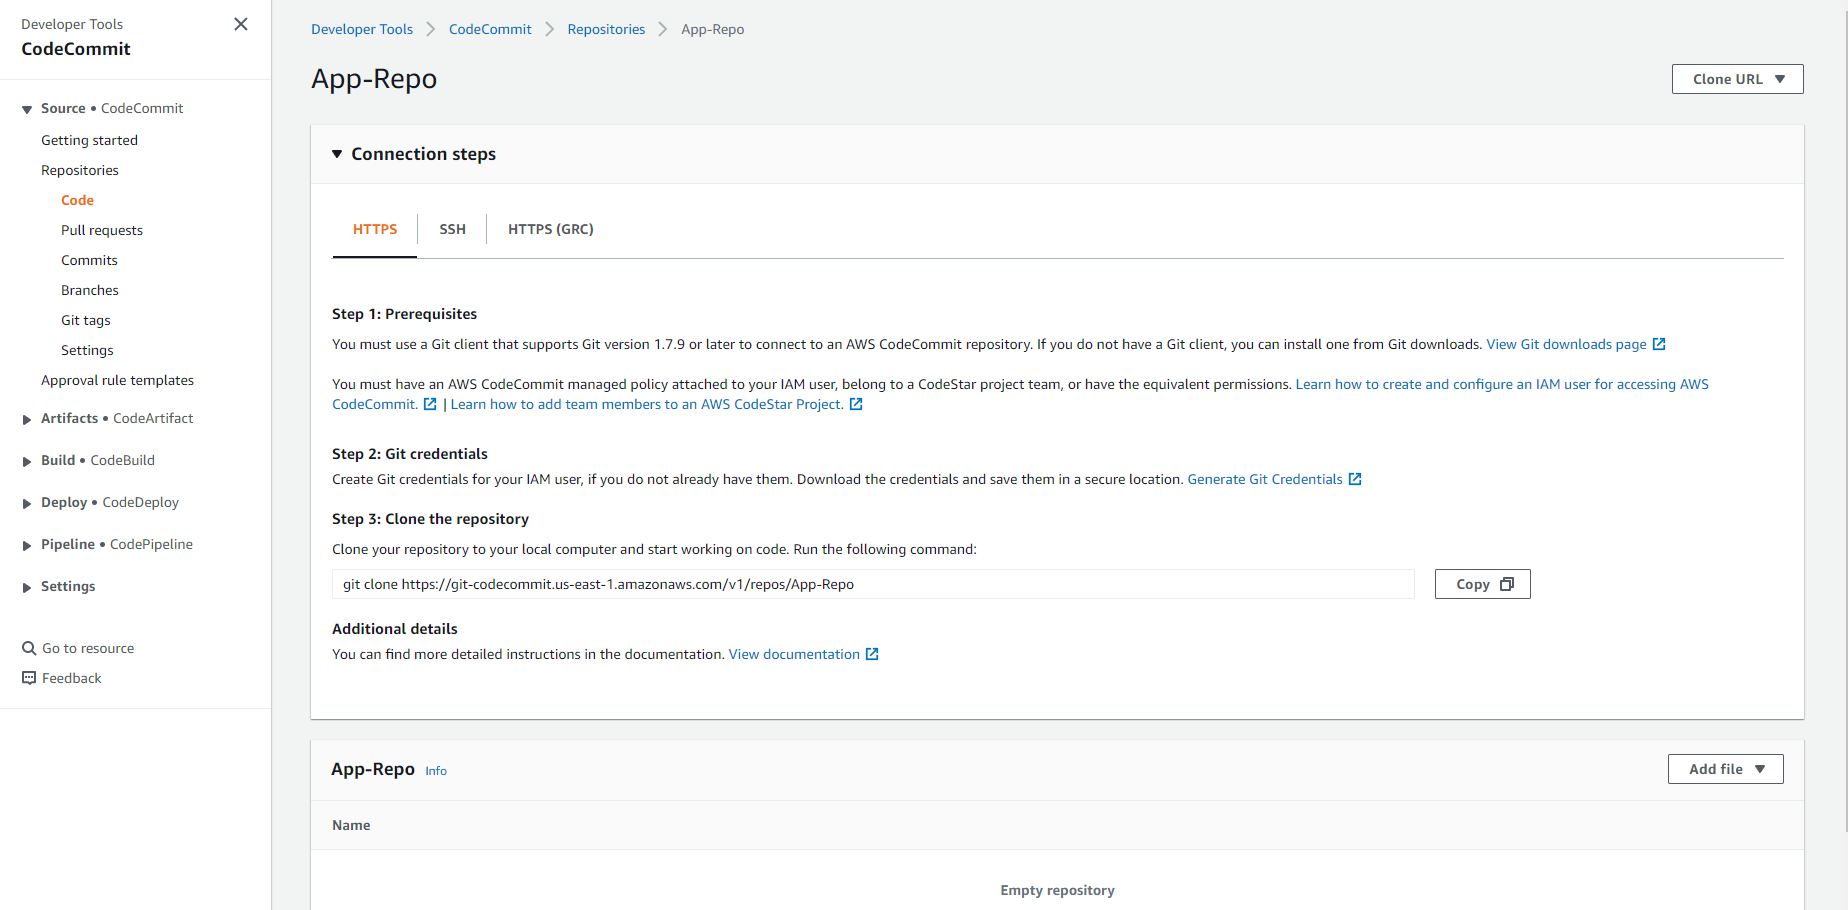 Developer Tools
CodeCommit
Source • CodeCommit
Getting started
Repositories
Code
Pull requests
Commits
Branches
Git tags
Settings
Approval rule templates
Artifacts • CodeArtifact
Build • CodeBuild
Deploy • CodeDeploy
Pipeline • CodePipeline
Settings
Go to resource
Feedback
Developer Tools > CodeCommit > Repositories > App-Repo
App-Repo
Clone URL
Connection steps
HTTPS SSH HTTPS (GRC)
Step 1: Prerequisites
You must use a Git client that supports Git version 1.7.9 or later to connect to an AWS CodeCommit repository. If you do not have a Git client, you can install one from Git downloads. View Git downloads page
You must have an AWS CodeCommit managed policy attached to your IAM user, belong to a CodeStar project team, or have the equivalent permissions. Learn how to create and configure an IAM user for accessing AWS
CodeCommit. | Learn how to add team members to an AWS CodeStar Project.
Step 2: Git credentials
Create Git credentials for your IAM user, if you do not already have them. Download the credentials and save them in a secure location. Generate Git Credentials
Step 3: Clone the repository
Clone your repository to your local computer and start working on code. Run the following command:
git clone https://git-codecommit.us-east-1.amazonaws.com/v1/repos/App-Repo
Copy
Additional details
You can find more detailed instructions in the documentation. View documentation
App-Repo Info
Add file
Name
Empty repository